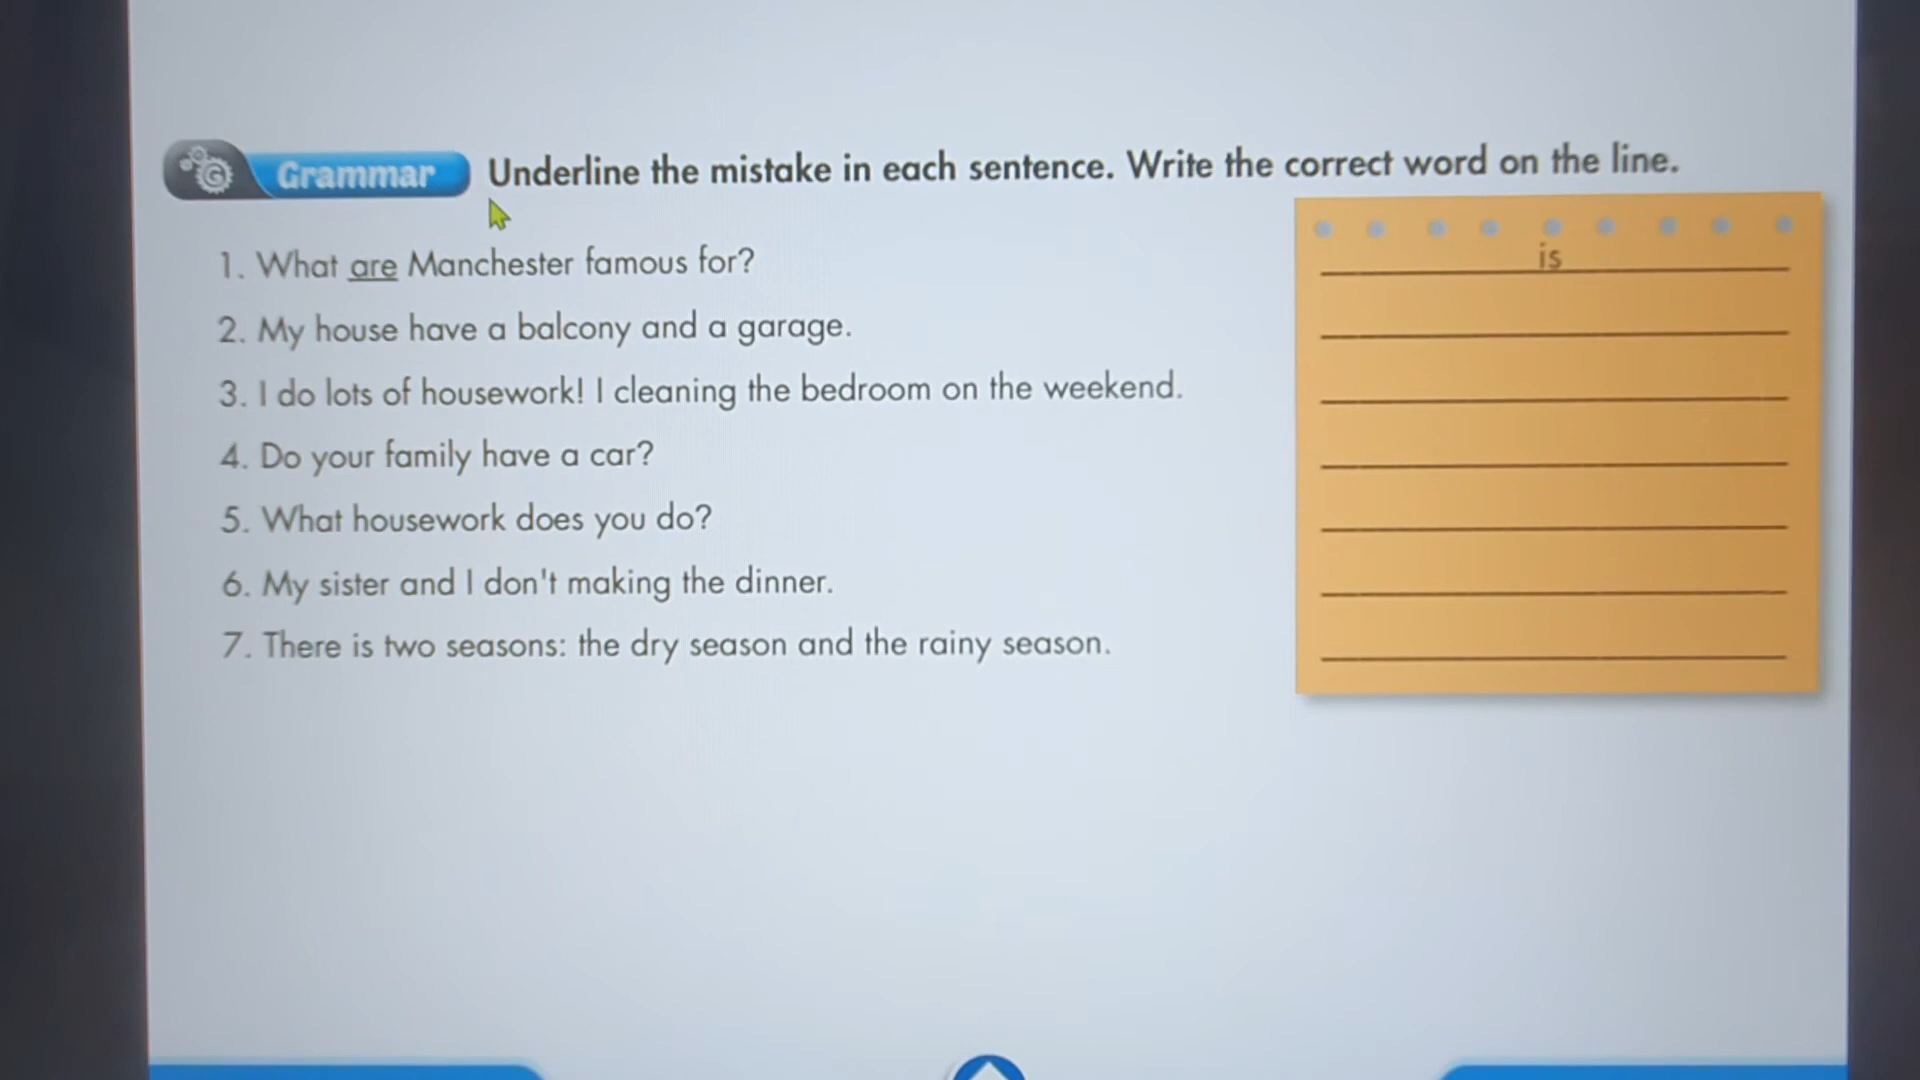 Grammar Underline the mistake in each sentence. Write the correct word on the line.
1. What are Manchester famous for?
is
2. My house have a balcony and a garage.
3. I do lots of housework! I cleaning the bedroom on the weekend.
4. Do your family have a car?
5. What housework does you do?
6. My sister and I don't making the dinner.
7. There is two seasons: the dry season and the rainy season.